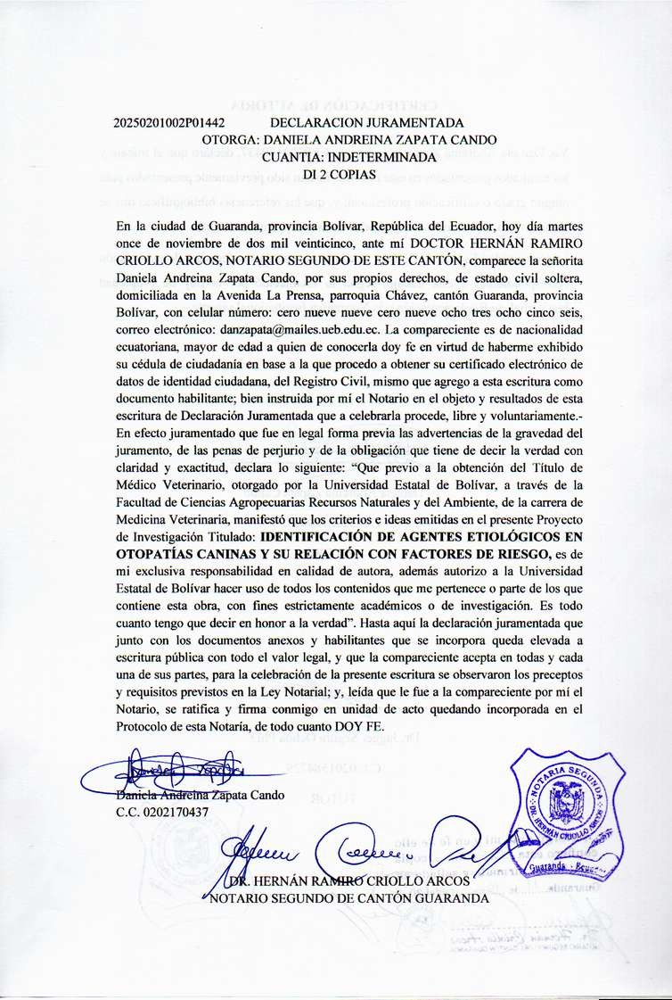 20250201002P01442 DECLARACION JURAMENTADA
OTORGA: DANIELA ANDREINA ZAPATA CANDO
CUANTIA: INDETERMINADA
DI 2 COPIAS
En la ciudad de Guaranda, provincia Bolívar, República del Ecuador, hoy día martes
once de noviembre de dos mil veinticinco, ante mí DOCTOR HERNÁN RAMIRO
CRIOLLO ARCOS, NOTARIO SEGUNDO DE ESTE CANTÓN, comparece la señorita
Daniela Andreina Zapata Cando, por sus propios derechos, de estado civil soltera,
domiciliada en la Avenida La Prensa, parroquia Chávez, cantón Guaranda, provincia
Bolívar, con celular número: cero nueve nueve cero nueve ocho tres ocho cinco seis,
correo electrónico: danzapata@mailes.ueb.edu.ec. La compareciente es de nacionalidad
ecuatoriana, mayor de edad a quien de conocerla doy fe en virtud de haberme exhibido
su cédula de ciudadanía en base a la que procedo a obtener su certificado electrónico de
datos de identidad ciudadana, del Registro Civil, mismo que agrego a esta escritura como
documento habilitante; bien instruida por mí el Notario en el objeto y resultados de esta
escritura de Declaración Juramentada que a celebrarla procede, libre y voluntariamente.-
En efecto juramentado que fue en legal forma previa las advertencias de la gravedad del
juramento, de las penas de perjurio y de la obligación que tiene de decir la verdad con
claridad y exactitud, declara lo siguiente: “Que previo a la obtención del Título de
Médico Veterinario, otorgado por la Universidad Estatal de Bolívar, a través de la
Facultad de Ciencias Agropecuarias Recursos Naturales y del Ambiente, de la carrera de
Medicina Veterinaria, manifestó que los criterios e ideas emitidas en el presente Proyecto
de Investigación Titulado: IDENTIFICACIÓN DE AGENTES ETIOLÓGICOS EN
OTOPATÍAS CANINAS Y SU RELACIÓN CON FACTORES DE RIESGO, es de
mi exclusiva responsabilidad en calidad de autora, además autorizo a la Universidad
Estatal de Bolívar hacer uso de todos los contenidos que me pertenece o parte de los que
contiene esta obra, con fines estrictamente académicos o de investigación. Es todo
cuanto tengo que decir en honor a la verdad”. Hasta aquí la declaración juramentada que
junto con los documentos anexos y habilitantes que se incorpora queda elevada a
escritura pública con todo el valor legal, y que la compareciente acepta en todas y cada
una de sus partes, para la celebración de la presente escritura se observaron los preceptos
y requisitos previstos en la Ley Notarial; y, leída que le fue a la compareciente por mí el
Notario, se ratifica y firma conmigo en unidad de acto quedando incorporada en el
Protocolo de esta Notaría, de todo cuanto DOY FE.
Daniela Zapata
Daniela Andreina Zapata Cando
C.C. 0202170437
NOTARIA SEGUNDA
DR. HERNÁN CRIOLLO ARCOS
Guaranda - Ecuador
DR. HERNÁN RAMIRO CRIOLLO ARCOS
NOTARIO SEGUNDO DE CANTÓN GUARANDA